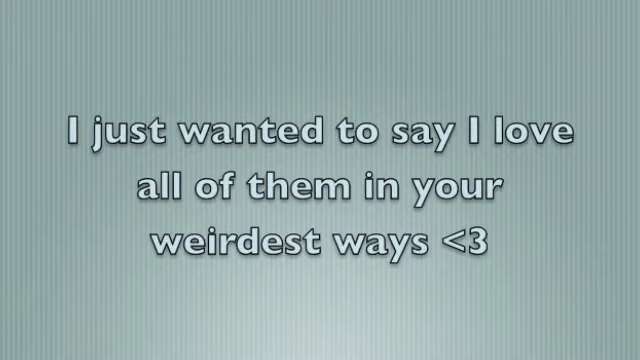 I just wanted to say I love
all of them in your
weirdest ways <3